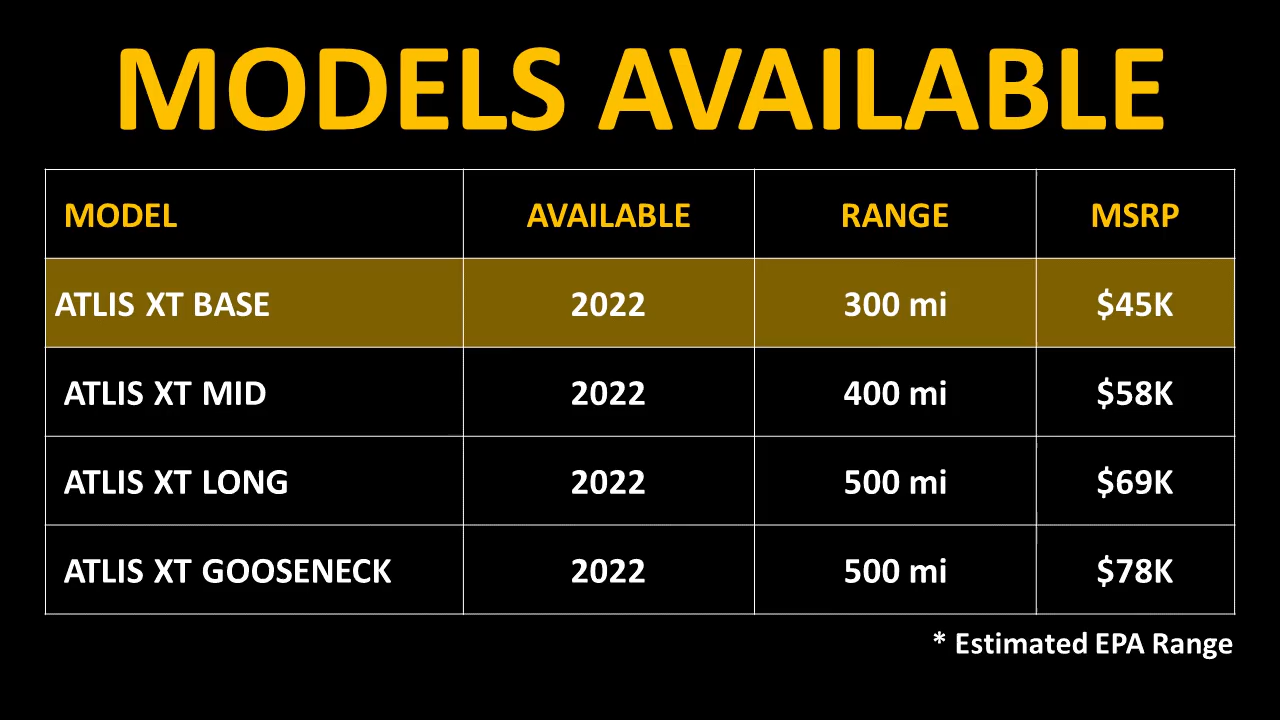 MODELS AVAILABLE
MODEL AVAILABLE RANGE MSRP
ATLIS XT BASE 2022 300 mi $45K
ATLIS XT MID 2022 400 mi $58K
ATLIS XT LONG 2022 500 mi $69K
ATLIS XT GOOSENECK 2022 500 mi $78K
* Estimated EPA Range